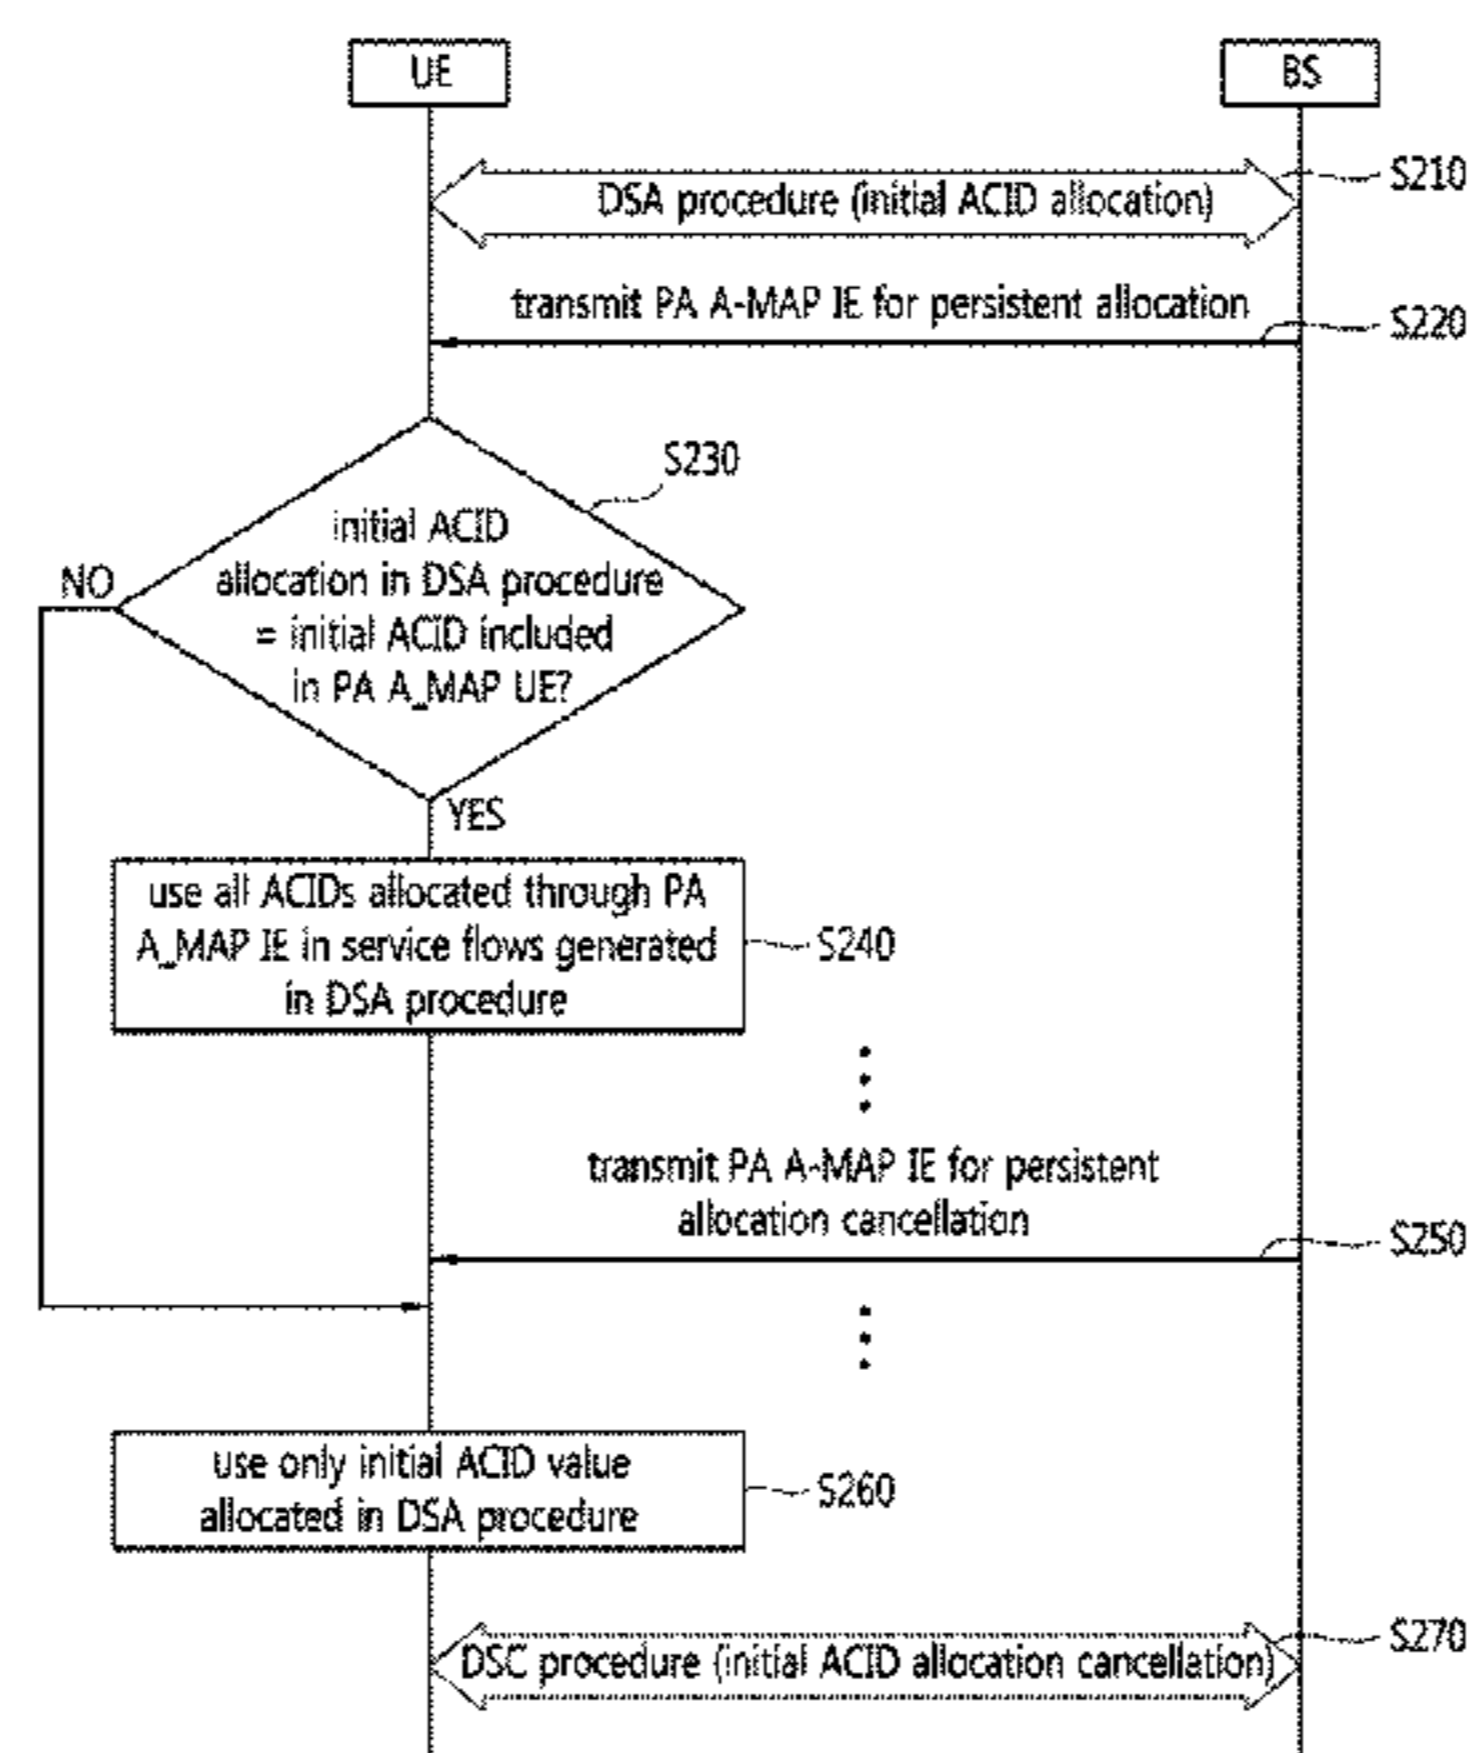 UE
BS
DSA procedure (initial ACID allocation)
S210
transmit PA A-MAP IE for persistent allocation
S220
S230
initial ACID
allocation in DSA procedure
= initial ACID included
in PA A_MAP UE?
NO
YES
use all ACIDs allocated through PA
A_MAP IE in service flows generated
in DSA procedure
S240
transmit PA A-MAP IE for persistent
allocation cancellation
S250
use only initial ACID value
allocated in DSA procedure
S260
DSC procedure (initial ACID allocation cancellation)
S270